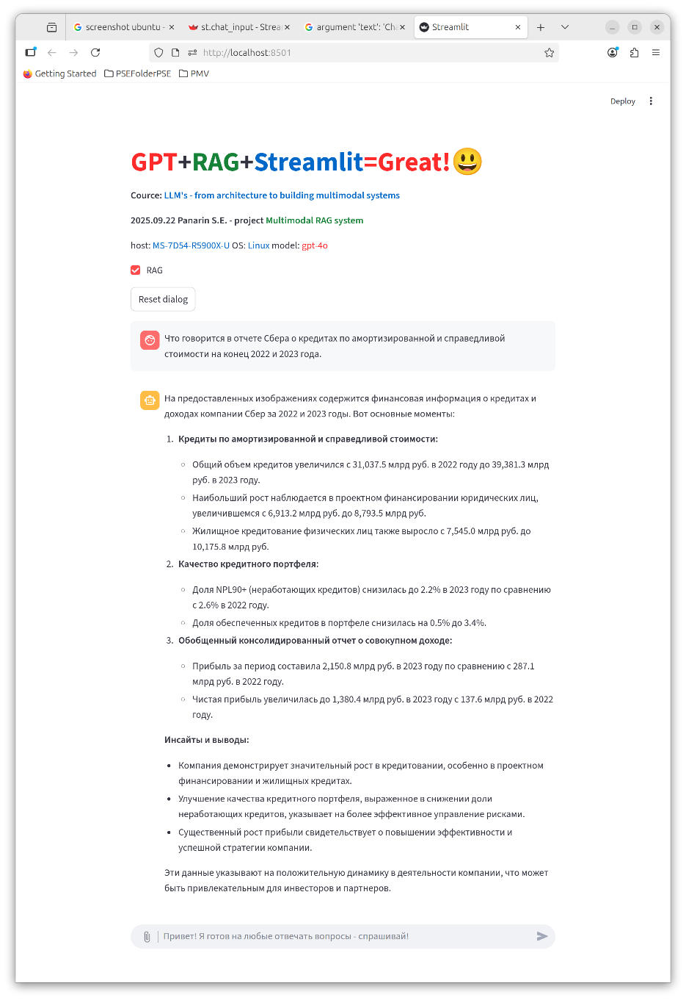 screenshot ubuntu -
st.chat_input - Strea
argument 'text': 'Cha
Streamlit
http://localhost:8501
Getting Started PSEFolderPSE PMV
Deploy
GPT+RAG+Streamlit=Great!😃
Cource: LLM's - from architecture to building multimodal systems
2025.09.22 Panarin S.E. - project Multimodal RAG system
host: MS-7D54-R5900X-U OS: Linux model: gpt-4o
RAG
Reset dialog
Что говорится в отчете Сбера о кредитах по амортизированной и справедливой
стоимости на конец 2022 и 2023 года.
На предоставленных изображениях содержится финансовая информация о кредитах и
доходах компании Сбер за 2022 и 2023 годы. Вот основные моменты:
1. Кредиты по амортизированной и справедливой стоимости:
○ Общий объем кредитов увеличился с 31,037.5 млрд руб. в 2022 году до 39,381.3 млрд
руб. в 2023 году.
○ Наибольший рост наблюдается в проектном финансировании юридических лиц,
увеличившемся с 6,913.2 млрд руб. до 8,793.5 млрд руб.
○ Жилищное кредитование физических лиц также выросло с 7,545.0 млрд руб. до
10,175.8 млрд руб.
2. Качество кредитного портфеля:
○ Доля NPL90+ (неработающих кредитов) снизилась до 2.2% в 2023 году по сравнению
с 2.6% в 2022 году.
○ Доля обеспеченных кредитов в портфеле снизилась на 0.5% до 3.4%.
3. Обобщенный консолидированный отчет о совокупном доходе:
○ Прибыль за период составила 2,150.8 млрд руб. в 2023 году по сравнению с 287.1
млрд руб. в 2022 году.
○ Чистая прибыль увеличилась до 1,380.4 млрд руб. в 2023 году с 137.6 млрд руб. в 2022
году.
Инсайты и выводы:
• Компания демонстрирует значительный рост в кредитовании, особенно в проектном
финансировании и жилищных кредитах.
• Улучшение качества кредитного портфеля, выраженное в снижении доли
неработающих кредитов, указывает на более эффективное управление рисками.
• Существенный рост прибыли свидетельствует о повышении эффективности и
успешной стратегии компании.
Эти данные указывают на положительную динамику в деятельности компании, что может
быть привлекательным для инвесторов и партнеров.
Привет! Я готов на любые отвечать вопросы - спрашивай!